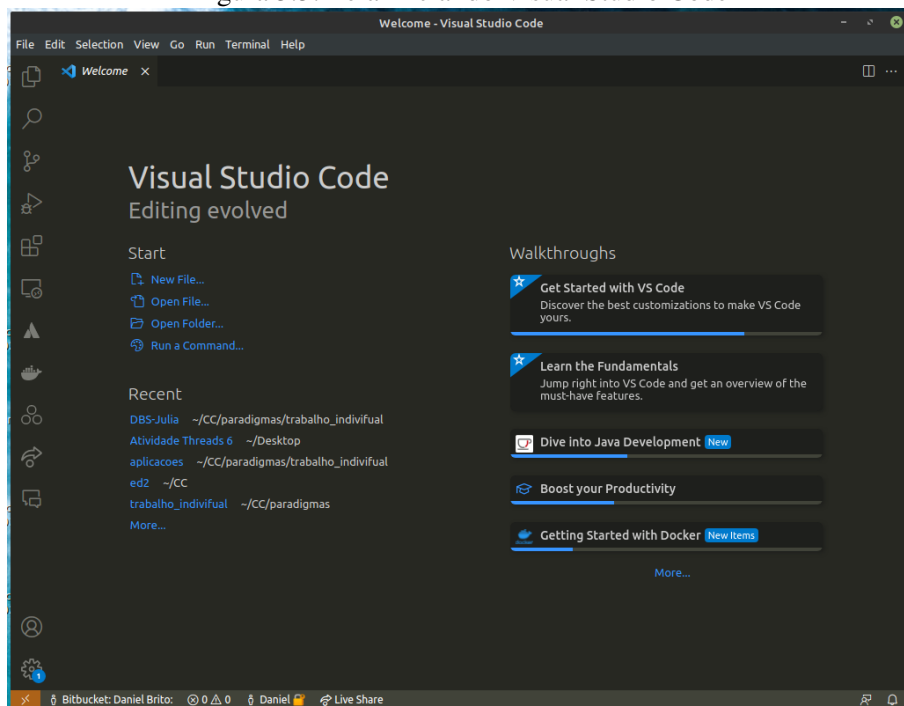 Welcome - Visual Studio Code
File Edit Selection View Go Run Terminal Help
Welcome
Visual Studio Code
Editing evolved
Start
New File...
Open File...
Open Folder...
Run a Command...
Recent
DBS-Julia ~/CC/paradigmas/trabalho_indivifual
Atividade Threads 6 ~/Desktop
aplicacoes ~/CC/paradigmas/trabalho_indivifual
ed2 ~/CC
trabalho_indivifual ~/CC/paradigmas
More...
Walkthroughs
Get Started with VS Code
Discover the best customizations to make VS Code
yours.
Learn the Fundamentals
Jump right into VS Code and get an overview of the
must-have features.
Dive into Java Development New
Boost your Productivity
Getting Started with Docker New Items
More...
1
Bitbucket: Daniel Brito: 0 0 Daniel Live Share